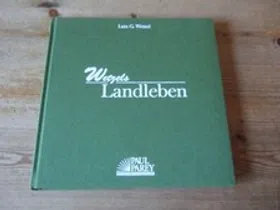 Lutz G. Wetzel
Wetzels
Landleben
PAUL
PAREY